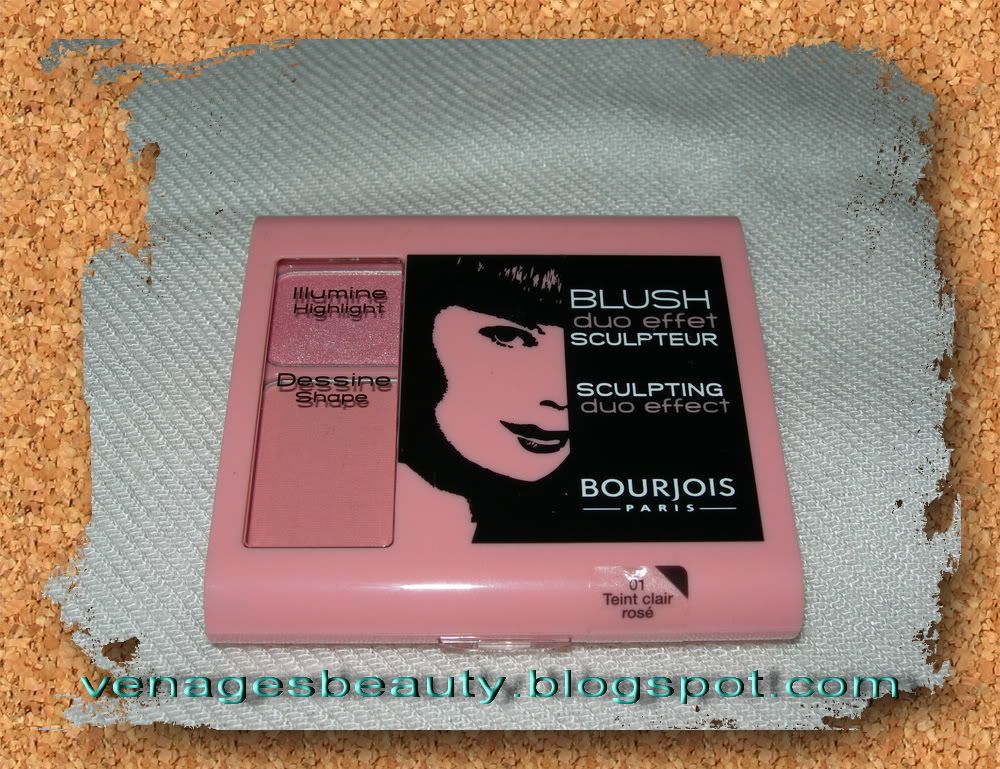 Illumine
Highlight
Dessine
Shape
BLUSH
duo effet
SCULPTEUR
SCULPTING
duo effect
BOURJOIS
PARIS
01
Teint clair
rosé
venagesbeauty.blogspot.com